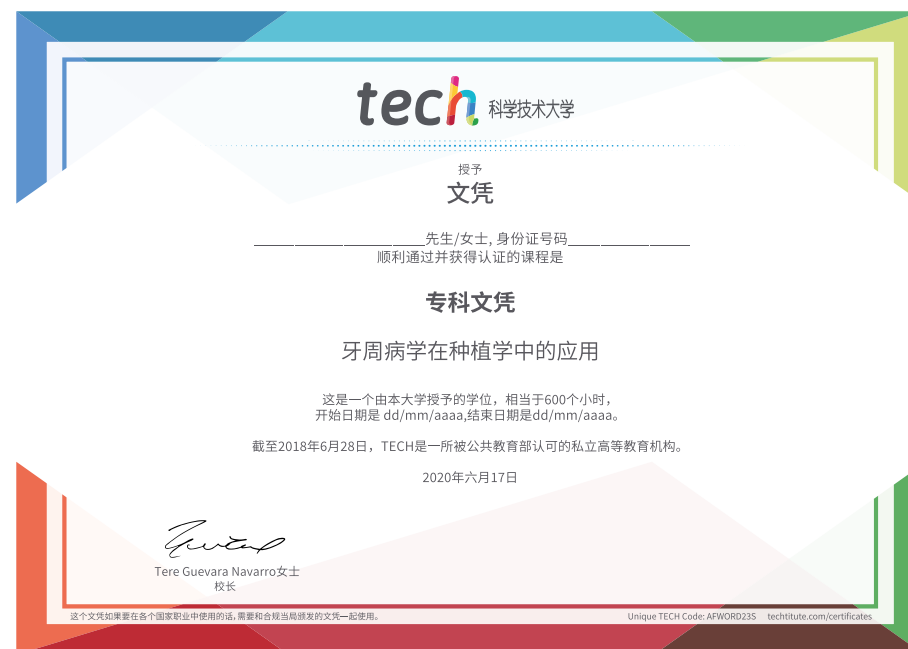 tech 科学技术大学
授予
文凭
______________________先生/女士, 身份证号码_______________
顺利通过并获得认证的课程是
专科文凭
牙周病学在种植学中的应用
这是一个由本大学授予的学位，相当于600个小时，
开始日期是 dd/mm/aaaa,结束日期是dd/mm/aaaa。
截至2018年6月28日，TECH是一所被公共教育部认可的私立高等教育机构。
2020年六月17日
Tere Guevara Navarro女士
校长
这个文凭如果要在各个国家职业中使用的话,需要和合规当局颁发的文凭一起使用。
Unique TECH Code: AFWORD23S techtitute.com/certificates